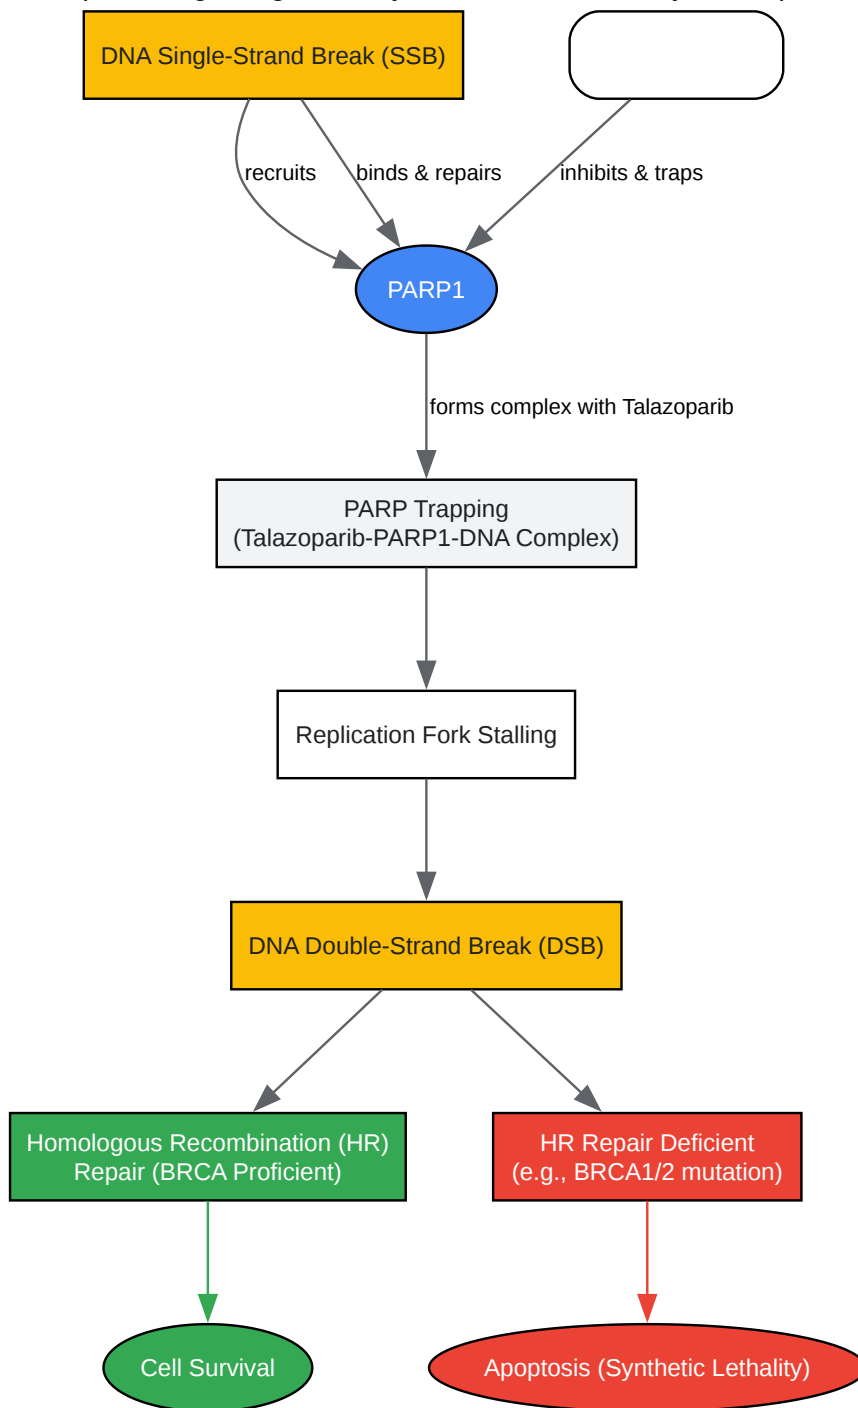 DNA Single-Strand Break (SSB)
recruits
binds & repairs
inhibits & traps
PARP1
forms complex with Talazoparib
PARP Trapping
(Talazoparib-PARP1-DNA Complex)
Replication Fork Stalling
DNA Double-Strand Break (DSB)
Homologous Recombination (HR)
Repair (BRCA Proficient)
HR Repair Deficient
(e.g., BRCA1/2 mutation)
Cell Survival
Apoptosis (Synthetic Lethality)